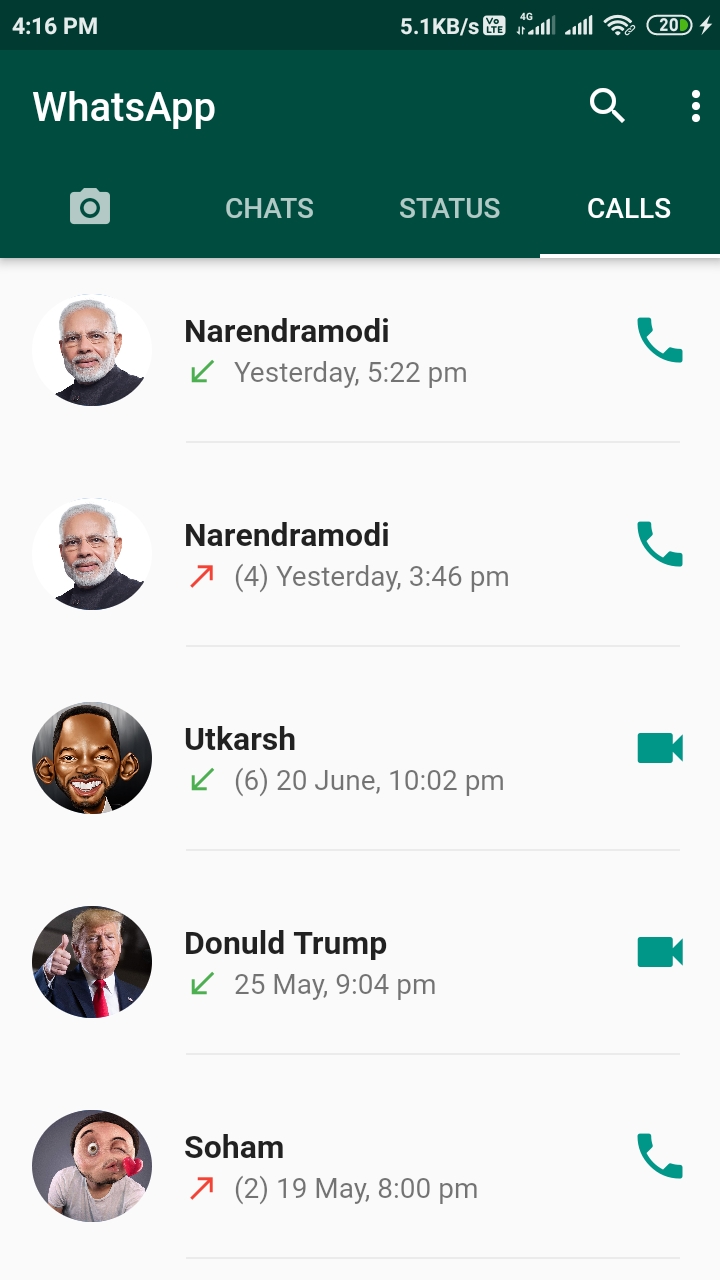 4:16 PM 5.1KB/s Vo LTE 4G 20
WhatsApp
CHATS STATUS CALLS
Narendramodi
Yesterday, 5:22 pm
Narendramodi
(4) Yesterday, 3:46 pm
Utkarsh
(6) 20 June, 10:02 pm
Donuld Trump
25 May, 9:04 pm
Soham
(2) 19 May, 8:00 pm